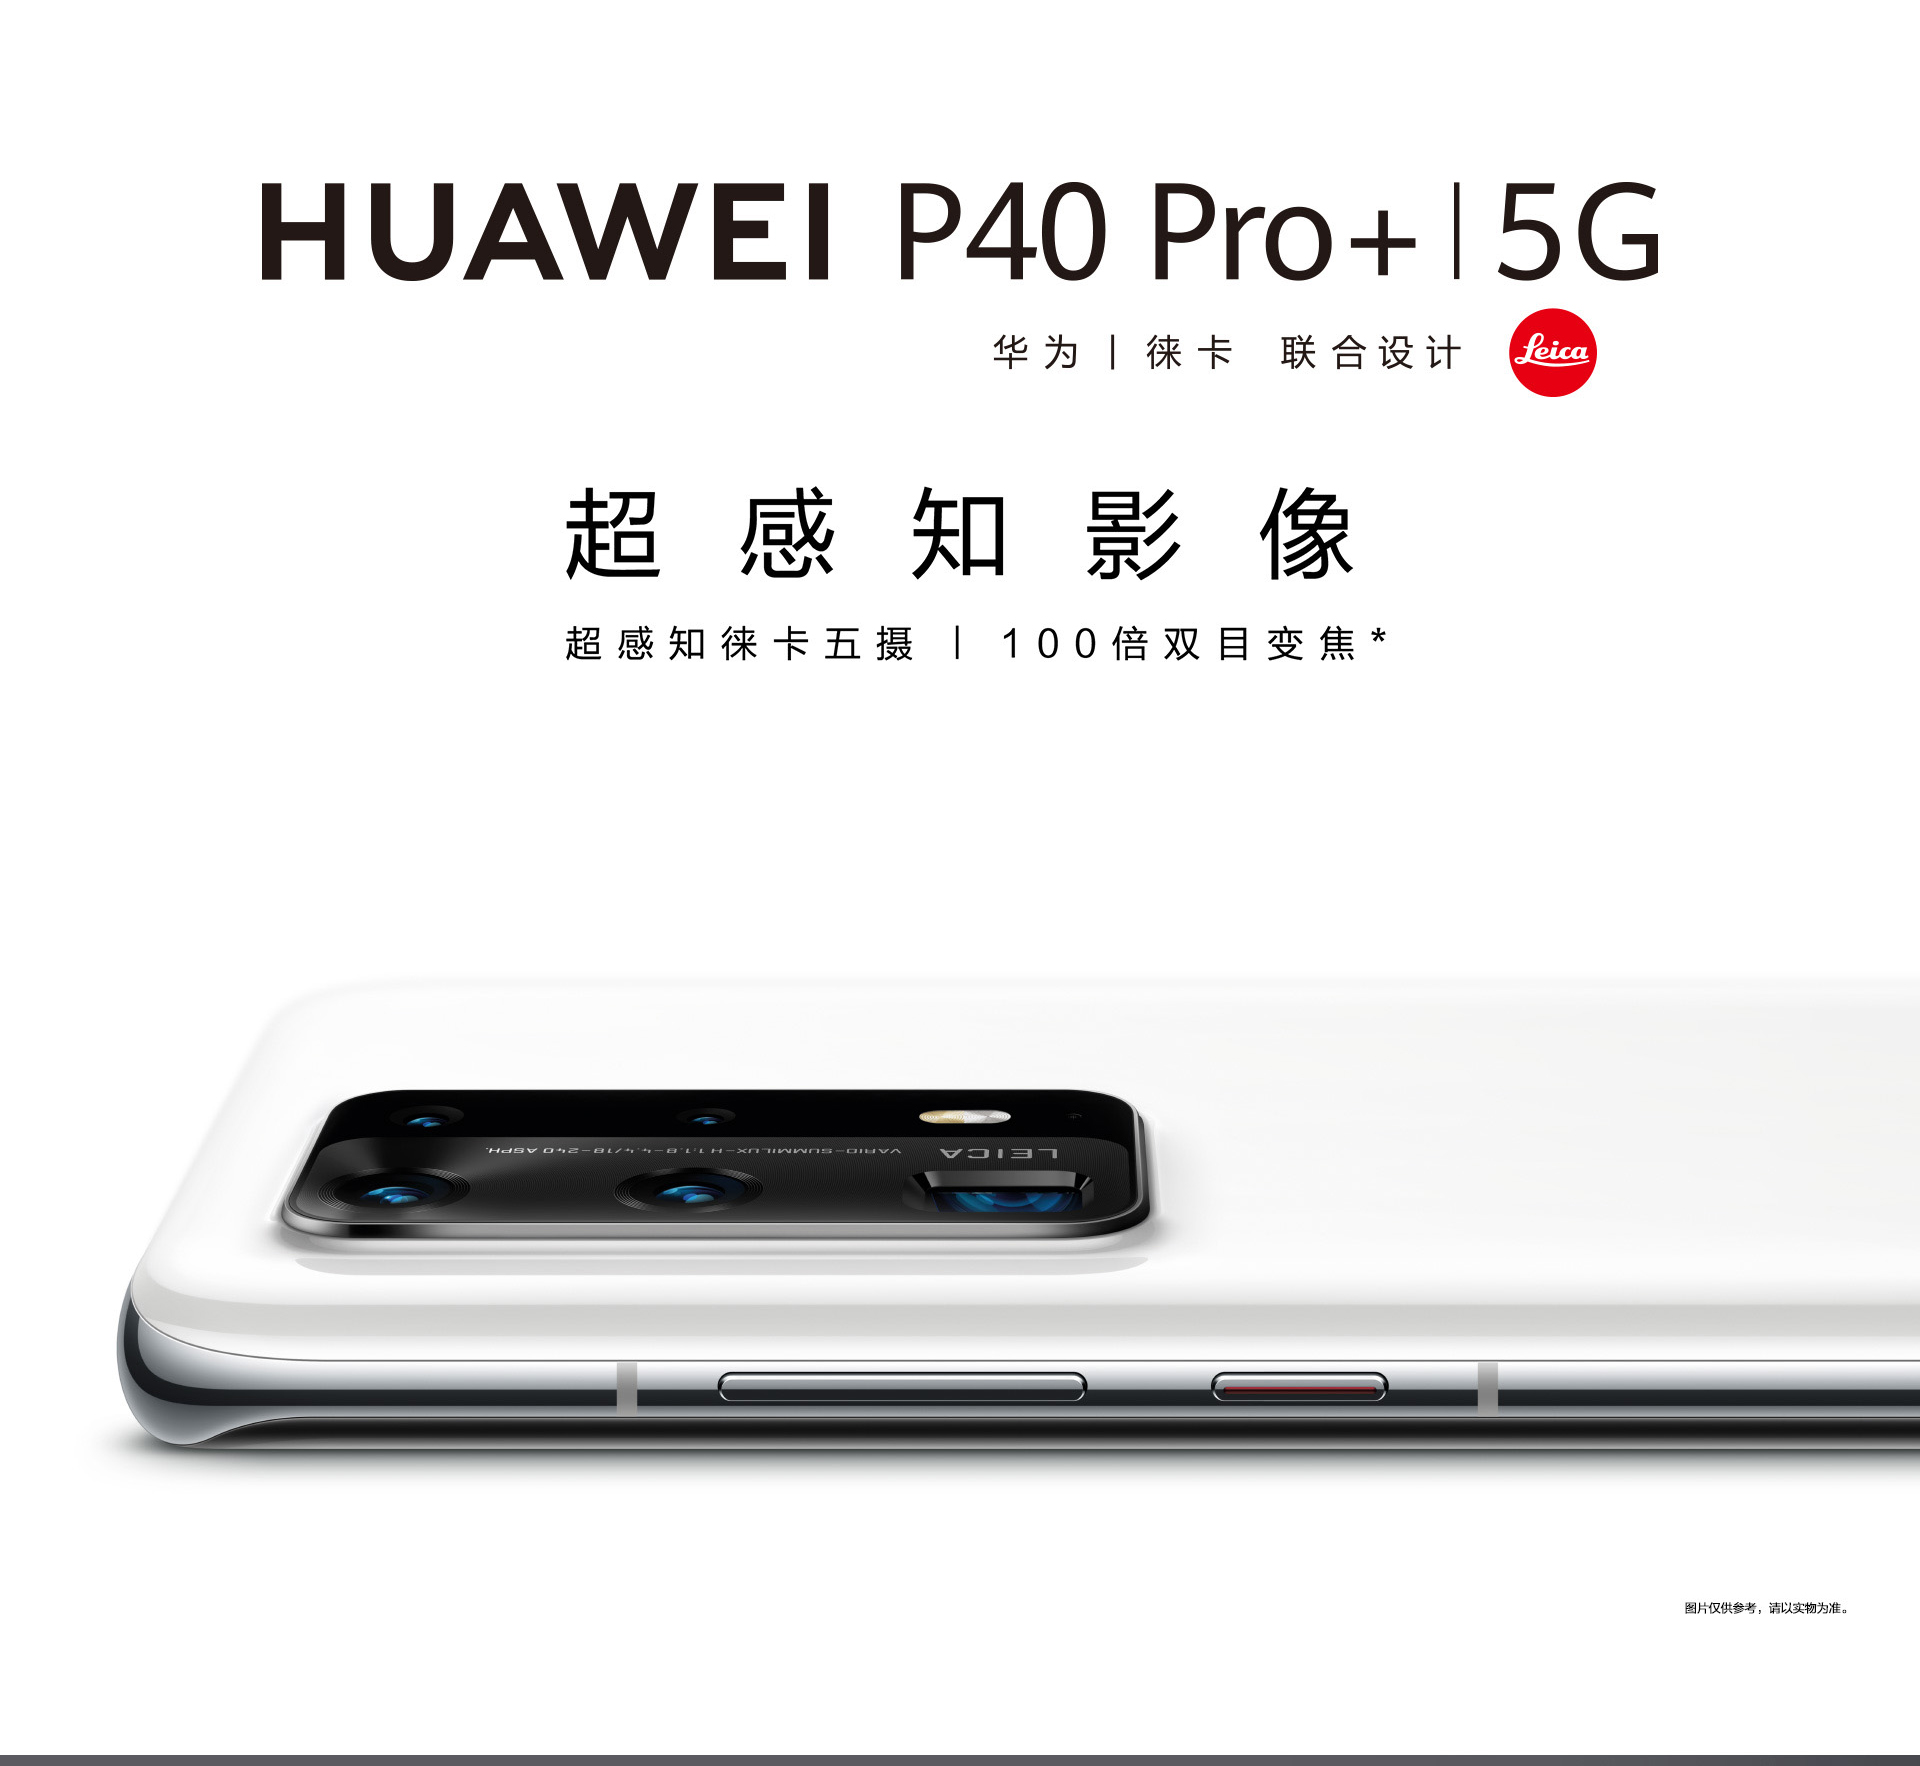 HUAWEI P40 Pro+ | 5G
华为 | 徕卡 联合设计 Leica
超感知影像
超感知徕卡五摄 | 100倍双目变焦*
LEICA
VARIO-SUMMILUX-H 1:1.8-4.4/18-240 ASPH.
图片仅供参考，请以实物为准。